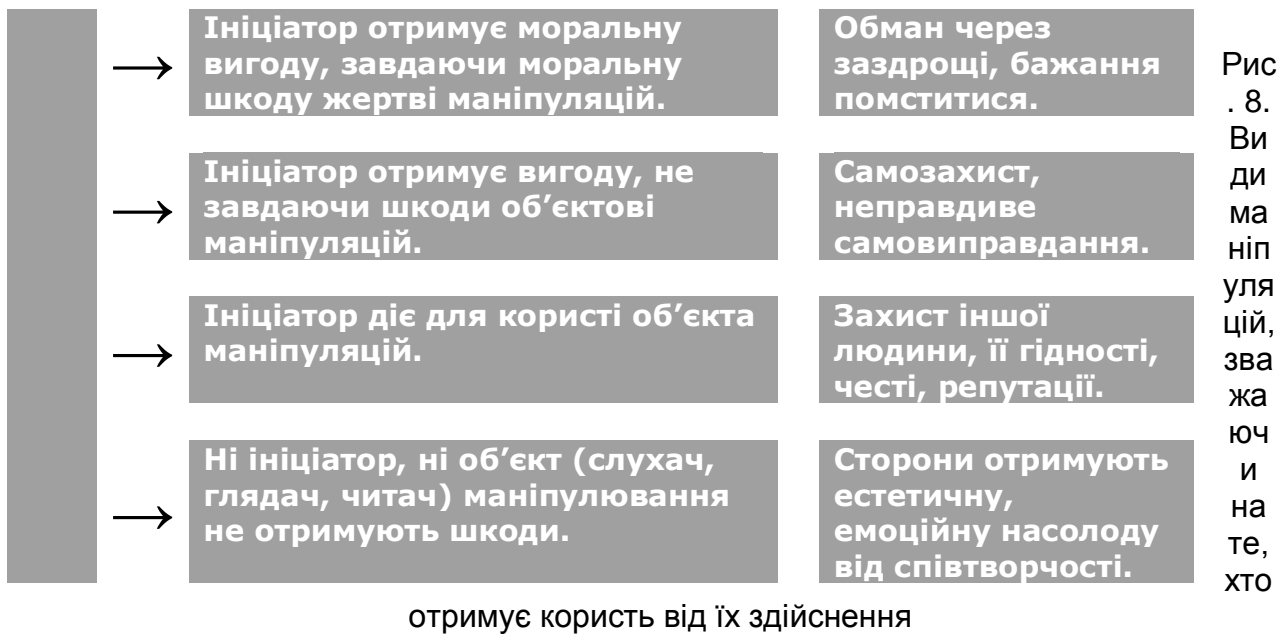 Ініціатор отримує моральну
вигоду, завдаючи моральну
шкоду жертві маніпуляцій.
Обман через
заздрощі, бажання
помститися.
Ініціатор отримує вигоду, не
завдаючи шкоди об’єктові
маніпуляцій.
Самозахист,
неправдиве
самовиправдання.
Ініціатор діє для користі об’єкта
маніпуляцій.
Захист іншої
людини, її гідності,
честі, репутації.
Ні ініціатор, ні об’єкт (слухач,
глядач, читач) маніпулювання
не отримують шкоди.
Сторони отримують
естетичну,
емоційну насолоду
від співтворчості.
Рис
. 8.
Ви
ди
ма
ніп
уля
цій,
зва
жа
юч
и
на
те,
хто
отримує користь від їх здійснення